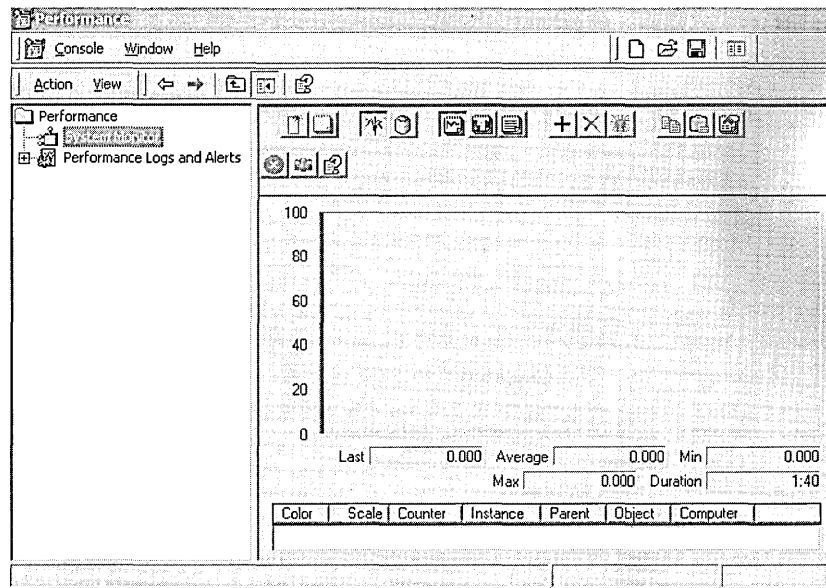 Performance
Console Window Help
Action View
Performance
System Monitor
Performance Logs and Alerts
100
80
60
40
20
0
Last 0.000 Average 0.000 Min 0.000
Max 0.000 Duration 1:40
Color Scale Counter Instance Parent Object Computer